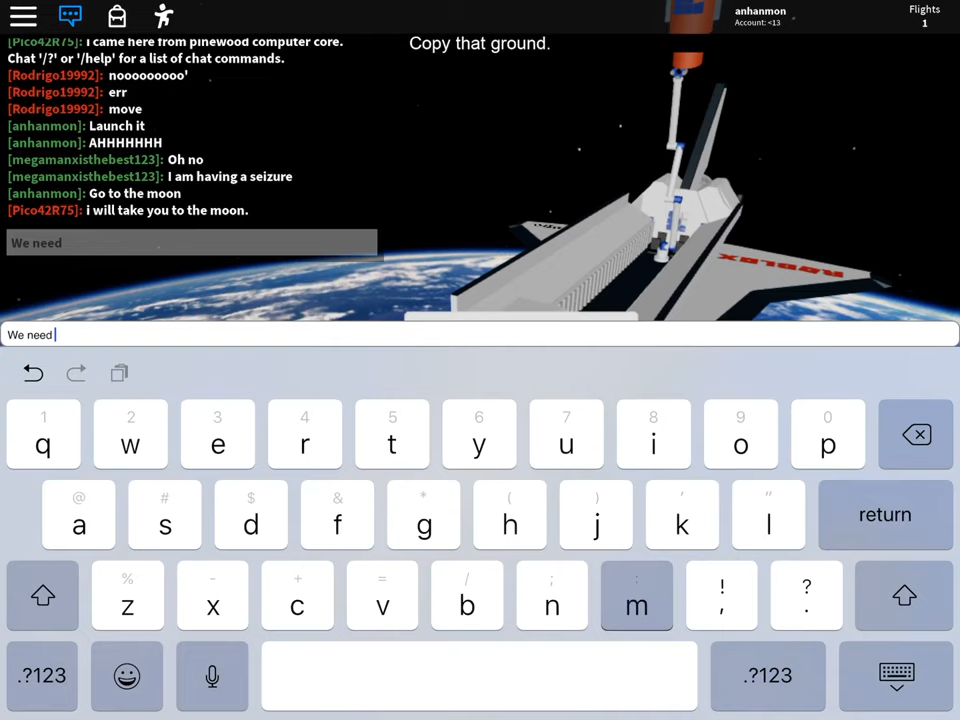 anhanmon
Account: <13
Flights
1
[Pico42R75]: I came here from pinewood computer core.
Chat '/?' or '/help' for a list of chat commands.
[Rodrigo19992]: nooooooooo'
[Rodrigo19992]: err
[Rodrigo19992]: move
[anhanmon]: Launch it
[anhanmon]: AHHHHHHH
[megamanxisthebest123]: Oh no
[megamanxisthebest123]: I am having a seizure
[anhanmon]: Go to the moon
[Pico42R75]: i will take you to the moon.
Copy that ground.
ROBLOX
We need
We need
1 2 3 4 5 6 7 8 9 0
q w e r t y u i o p
@ # $ & * ( ) ' "
a s d f g h j k l return
% - + = / ; : ! ?
z x c v b n m , .
.?123 .?123